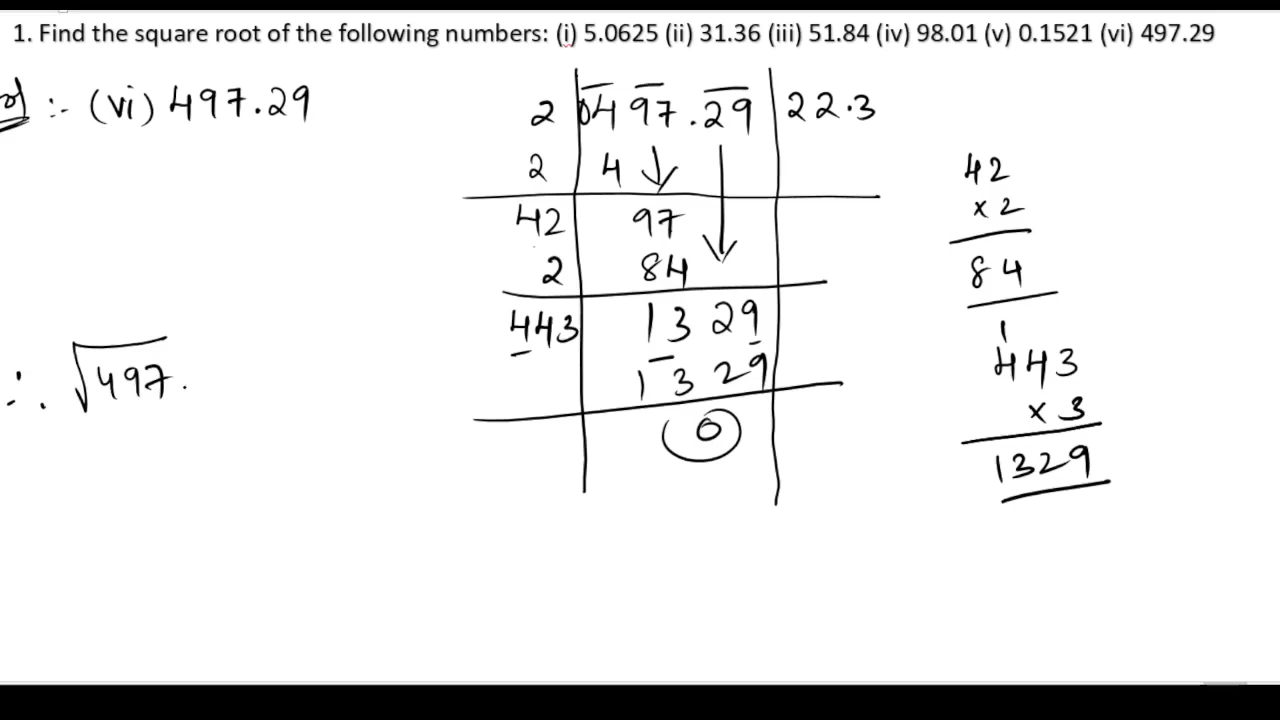 1. Find the square root of the following numbers: (i) 5.0625 (ii) 31.36 (iii) 51.84 (iv) 98.01 (v) 0.1521 (vi) 497.29
:- (vi) 497.29
2 | 04 97 . 29 | 22.3
2 | 4
42 | 97
2 | 84
443 | 13 29
13 29
0
42
x 2
84
1
443
x 3
1329
∴ √497.